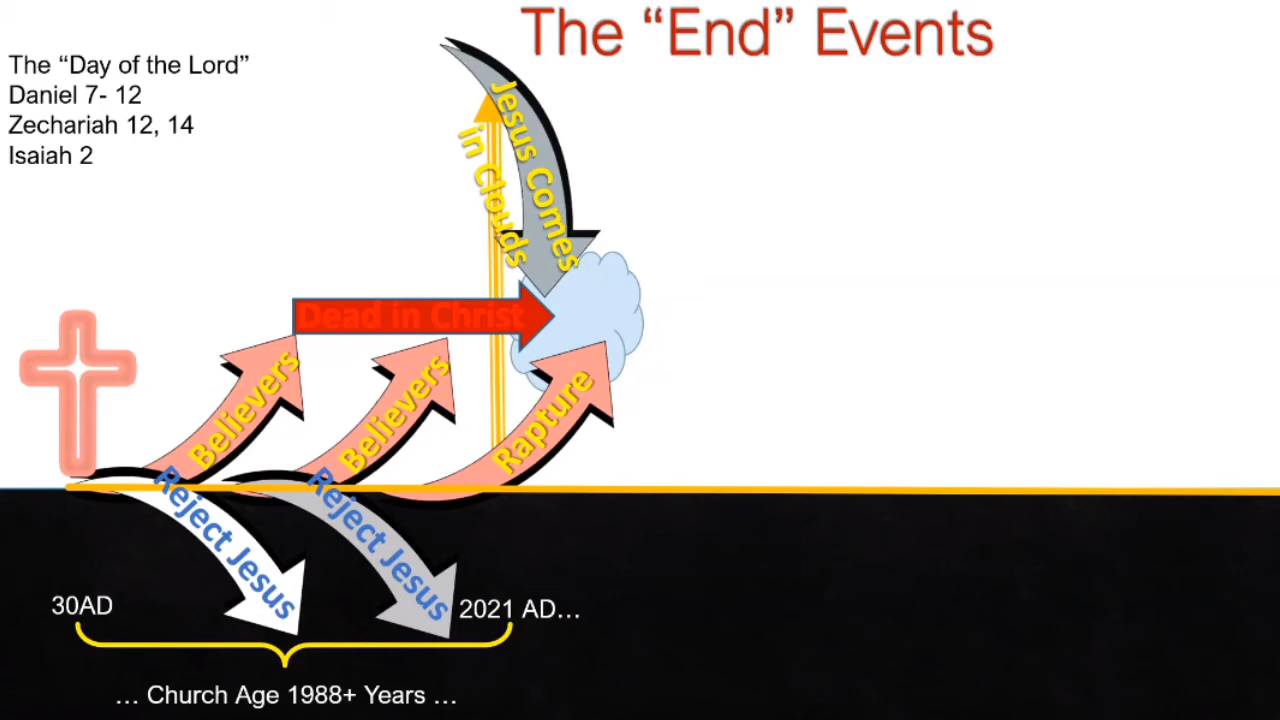 The “End” Events
The “Day of the Lord”
Daniel 7- 12
Zechariah 12, 14
Isaiah 2
Jesus Comes
in Clouds
Dead in Christ
Believers
Believers
Rapture
Reject Jesus
Reject Jesus
30AD
2021 AD…
… Church Age 1988+ Years …